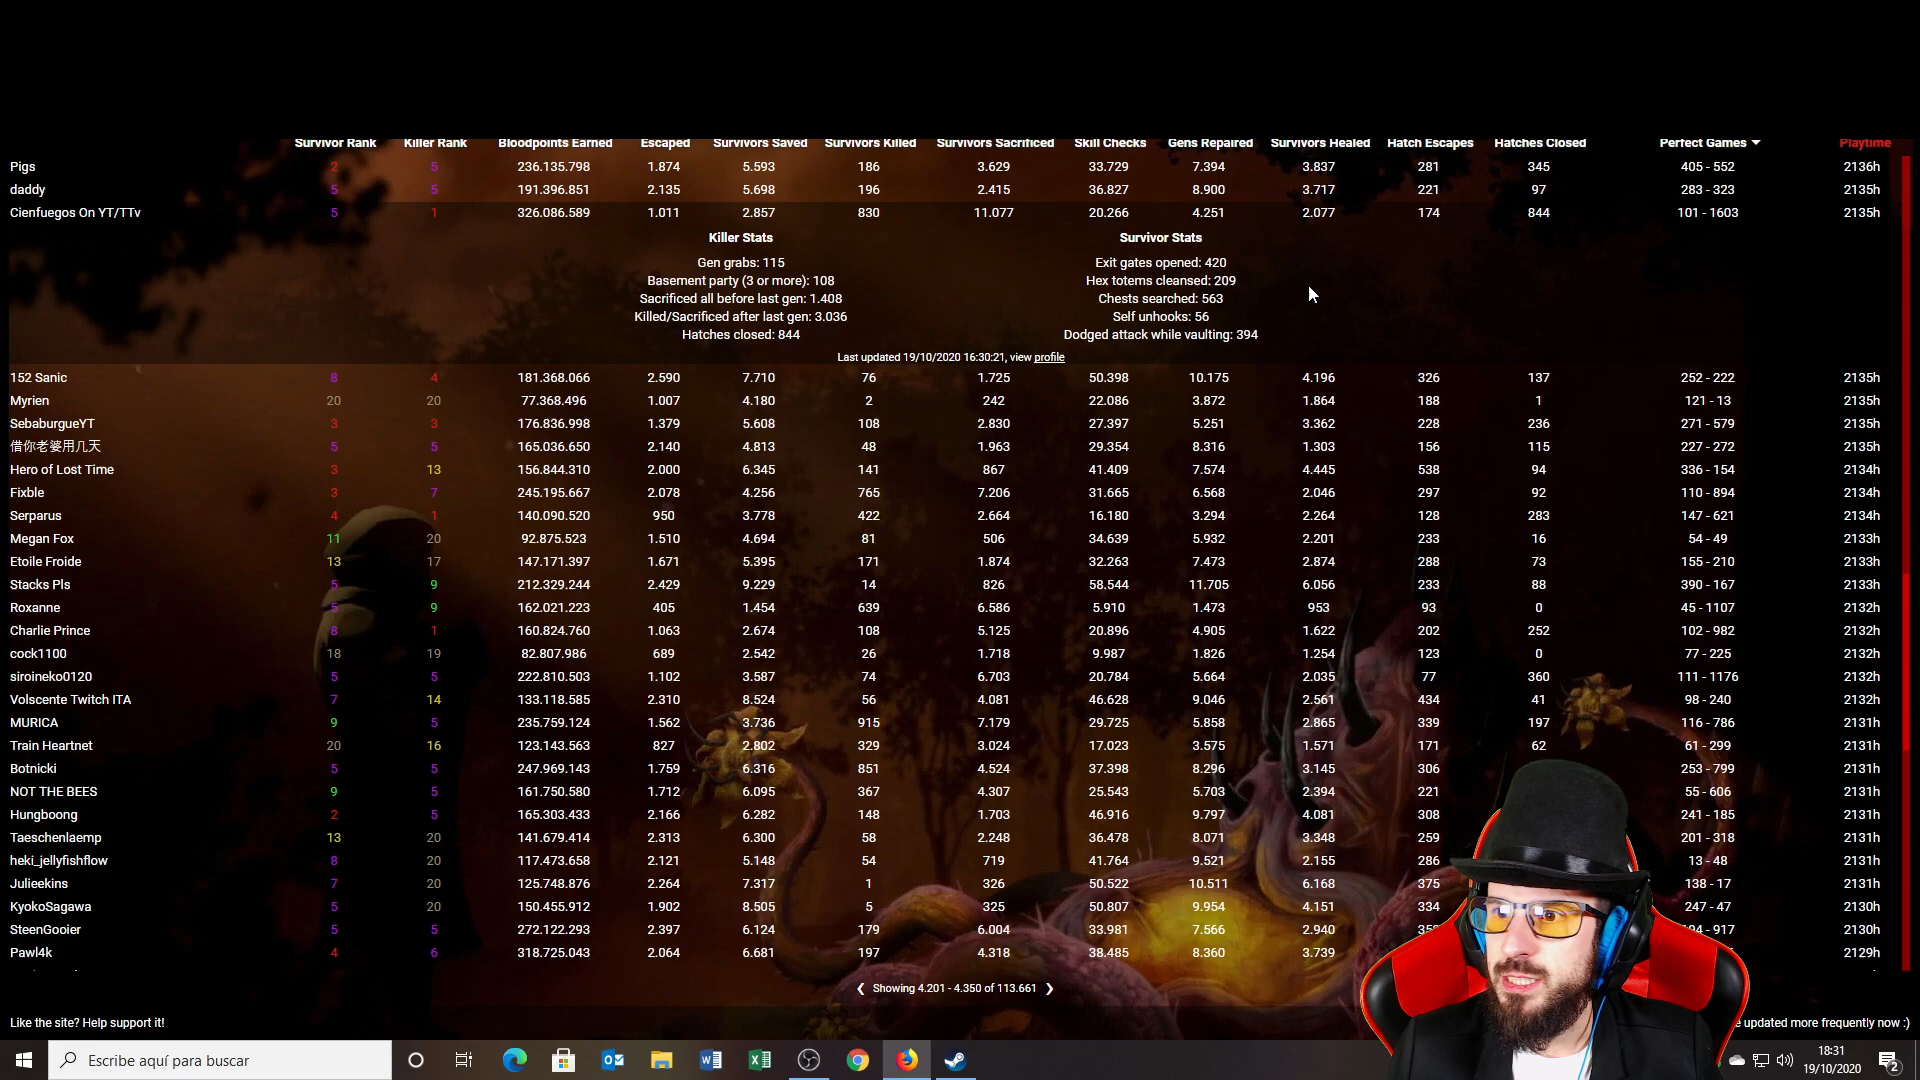 Survivor Rank Killer Rank Bloodpoints Earned Escaped Survivors Saved Survivors Killed Survivors Sacrificed Skill Checks Gens Repaired Survivors Healed Hatch Escapes Hatches Closed Perfect Games Playtime
Pigs 2 5 236.135.798 1.874 5.593 186 3.629 33.729 7.394 3.837 281 345 405 - 552 2136h
daddy 5 5 191.396.851 2.135 5.698 196 2.415 36.827 8.900 3.717 221 97 283 - 323 2135h
Cienfuegos On YT/TTv 5 1 326.086.589 1.011 2.857 830 11.077 20.266 4.251 2.077 174 844 101 - 1603 2135h
Killer Stats Survivor Stats
Gen grabs: 115 Exit gates opened: 420
Basement party (3 or more): 108 Hex totems cleansed: 209
Sacrificed all before last gen: 1.408 Chests searched: 563
Killed/Sacrificed after last gen: 3.036 Self unhooks: 56
Hatches closed: 844 Dodged attack while vaulting: 394
Last updated 19/10/2020 16:30:21, view profile
152 Sanic 8 4 181.368.066 2.590 7.710 76 1.725 50.398 10.175 4.196 326 137 252 - 222 2135h
Myrien 20 20 77.368.496 1.007 4.180 2 242 22.086 3.872 1.864 188 1 121 - 13 2135h
SebaburgueYT 3 3 176.836.998 1.379 5.608 108 2.830 27.397 5.251 3.362 228 236 271 - 579 2135h
借你老婆用几天 5 5 165.036.650 2.140 4.813 48 1.963 29.354 8.316 1.303 156 115 227 - 272 2135h
Hero of Lost Time 3 13 156.844.310 2.000 6.345 141 867 41.409 7.574 4.445 538 94 336 - 154 2134h
Fixble 3 7 245.195.667 2.078 4.256 765 7.206 31.665 6.568 2.046 297 92 110 - 894 2134h
Serparus 4 1 140.090.520 950 3.778 422 2.664 16.180 3.294 2.264 128 283 147 - 621 2134h
Megan Fox 11 20 92.875.523 1.510 4.694 81 506 34.639 5.932 2.201 233 16 54 - 49 2133h
Etoile Froide 13 17 147.171.397 1.671 5.395 171 1.874 32.263 7.473 2.874 288 73 155 - 210 2133h
Stacks Pls 5 9 212.329.244 2.429 9.229 14 826 58.544 11.705 6.056 233 88 390 - 167 2133h
Roxanne 5 9 162.021.223 405 1.454 639 6.586 5.910 1.473 953 93 0 45 - 1107 2132h
Charlie Prince 8 1 160.824.760 1.063 2.674 108 5.125 20.896 4.905 1.622 202 252 102 - 982 2132h
cock1100 18 19 82.807.986 689 2.542 26 1.718 9.987 1.826 1.254 123 0 77 - 225 2132h
siroineko0120 5 5 222.810.503 1.102 3.587 74 6.703 20.784 5.664 2.035 77 360 111 - 1176 2132h
Volscente Twitch ITA 7 14 133.118.585 2.310 8.524 56 4.081 46.628 9.046 2.561 434 41 98 - 240 2132h
MURICA 9 5 235.759.124 1.562 3.736 915 7.179 29.725 5.858 2.865 339 197 116 - 786 2131h
Train Heartnet 20 16 123.143.563 827 2.802 329 3.024 17.023 3.575 1.571 171 62 61 - 299 2131h
Botnicki 5 5 247.969.143 1.759 6.316 851 4.524 37.398 8.296 3.145 306 253 - 799 2131h
NOT THE BEES 9 5 161.750.580 1.712 6.095 367 4.307 25.543 5.703 2.394 221 55 - 606 2131h
Hungboong 2 5 165.303.433 2.166 6.282 148 1.703 46.916 9.797 4.081 308 241 - 185 2131h
Taeschenlaemp 13 20 141.679.414 2.313 6.300 58 2.248 36.478 8.071 3.348 259 201 - 318 2131h
heki_jellyfishflow 8 20 117.473.658 2.121 5.148 54 719 41.764 9.521 2.155 286 13 - 48 2131h
Julieekins 7 20 125.748.876 2.264 7.317 1 326 50.522 10.511 6.168 375 138 - 17 2131h
KyokoSagawa 5 20 150.455.912 1.902 8.505 5 325 50.807 9.954 4.151 334 247 - 47 2130h
SteenGooier 5 5 272.122.293 2.397 6.124 179 6.004 33.981 7.566 2.940 - 917 2130h
Pawl4k 4 6 318.725.043 2.064 6.681 197 4.318 38.485 8.360 3.739 2129h
❮ Showing 4.201 - 4.350 of 113.661 ❯
Like the site? Help support it! updated more frequently now :)
Escribe aquí para buscar
18:31
19/10/2020
2